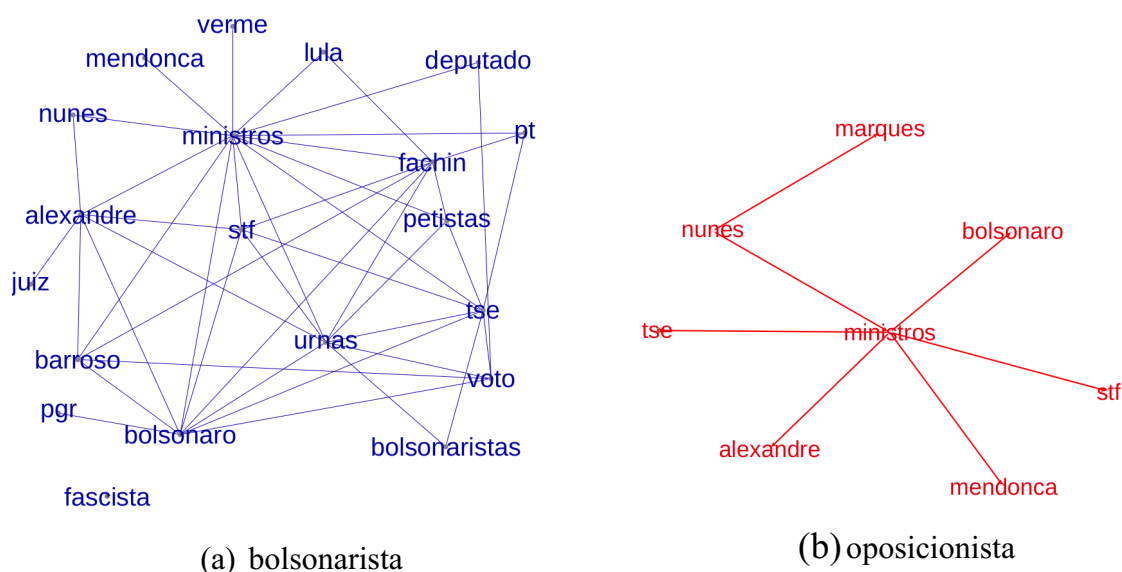 verme
mendonca
lula
deputado
nunes
ministros
pt
fachin
alexandre
stf
petistas
juiz
tse
urnas
barroso
voto
pgr
bolsonaro
bolsonaristas
fascista
(a) bolsonarista
marques
nunes
bolsonaro
tse
ministros
stf
alexandre
mendonca
(b) oposicionista